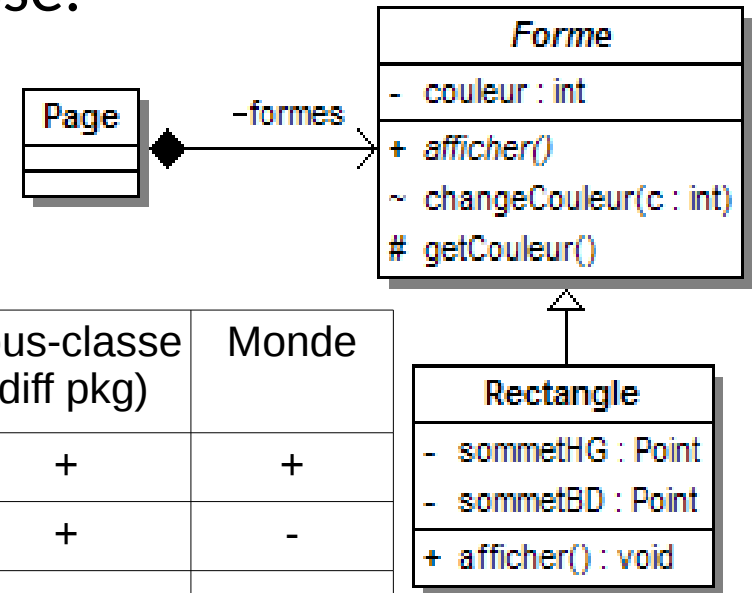 se.
Forme
- couleur : int
+ afficher()
~ changeCouleur(c : int)
# getCouleur()
Page
-formes
ous-classe
diff pkg)
Monde
+ +
+ -
Rectangle
- sommetHG : Point
- sommetBD : Point
+ afficher() : void